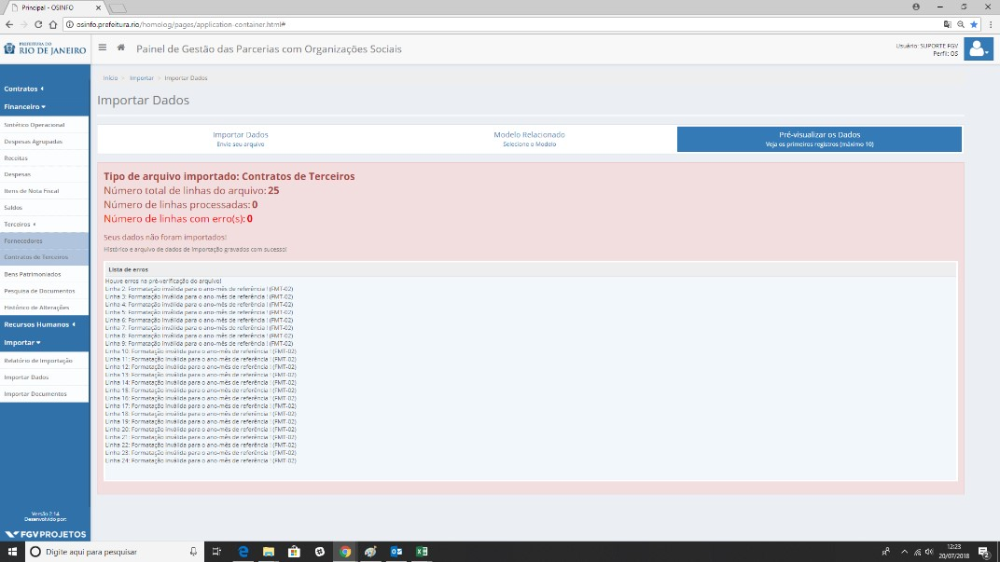 Principal - OSINFO
osinfo.prefeitura.rio/homolog/pages/application-container.html#
PREFEITURA DO
RIO DE JANEIRO
Painel de Gestão das Parcerias com Organizações Sociais
Usuário: SUPORTE FGV
Perfil: OS
Contratos
Financeiro
Sintético Operacional
Despesas Agrupadas
Receitas
Despesas
Itens de Nota Fiscal
Saldos
Terceiros
Fornecedores
Contratos de Terceiros
Bens Patrimoniados
Pesquisa de Documentos
Histórico de Alterações
Recursos Humanos
Importar
Relatório de Importação
Importar Dados
Importar Documentos
Versão 2.14
Desenvolvido por:
FGV PROJETOS
Início > Importar > Importar Dados
Importar Dados
Importar Dados
Envie seu arquivo
Modelo Relacionado
Selecione o Modelo
Pré-visualizar os Dados
Veja os primeiros registros (máximo 10)
Tipo de arquivo importado: Contratos de Terceiros
Número total de linhas do arquivo: 25
Número de linhas processadas: 0
Número de linhas com erro(s): 0
Seus dados não foram importados!
Histórico e arquivo de dados de importação gravados com sucesso!
Lista de erros
Houve erros na pré-verificação do arquivo!
Linha 2: Formatação inválida para o ano-mês de referência ! (FMT-02)
Linha 3: Formatação inválida para o ano-mês de referência ! (FMT-02)
Linha 4: Formatação inválida para o ano-mês de referência ! (FMT-02)
Linha 5: Formatação inválida para o ano-mês de referência ! (FMT-02)
Linha 6: Formatação inválida para o ano-mês de referência ! (FMT-02)
Linha 7: Formatação inválida para o ano-mês de referência ! (FMT-02)
Linha 8: Formatação inválida para o ano-mês de referência ! (FMT-02)
Linha 9: Formatação inválida para o ano-mês de referência ! (FMT-02)
Linha 10: Formatação inválida para o ano-mês de referência ! (FMT-02)
Linha 11: Formatação inválida para o ano-mês de referência ! (FMT-02)
Linha 12: Formatação inválida para o ano-mês de referência ! (FMT-02)
Linha 13: Formatação inválida para o ano-mês de referência ! (FMT-02)
Linha 14: Formatação inválida para o ano-mês de referência ! (FMT-02)
Linha 15: Formatação inválida para o ano-mês de referência ! (FMT-02)
Linha 16: Formatação inválida para o ano-mês de referência ! (FMT-02)
Linha 17: Formatação inválida para o ano-mês de referência ! (FMT-02)
Linha 18: Formatação inválida para o ano-mês de referência ! (FMT-02)
Linha 19: Formatação inválida para o ano-mês de referência ! (FMT-02)
Linha 20: Formatação inválida para o ano-mês de referência ! (FMT-02)
Linha 21: Formatação inválida para o ano-mês de referência ! (FMT-02)
Linha 22: Formatação inválida para o ano-mês de referência ! (FMT-02)
Linha 23: Formatação inválida para o ano-mês de referência ! (FMT-02)
Linha 24: Formatação inválida para o ano-mês de referência ! (FMT-02)
Digite aqui para pesquisar
12:23
20/07/2018
2